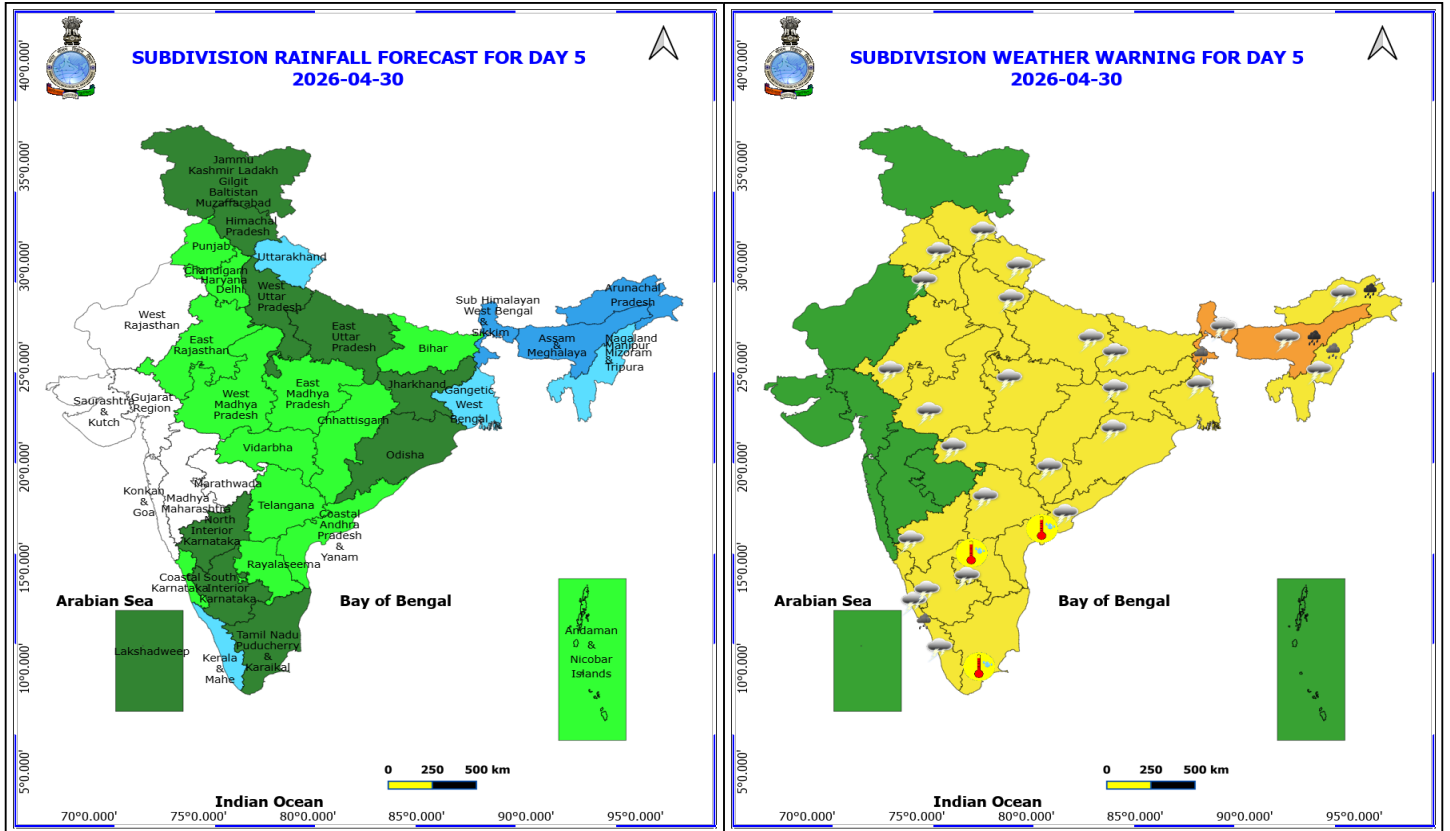 SUBDIVISION RAINFALL FORECAST FOR DAY 5
2026-04-30
40°0.000'
35°0.000'
30°0.000'
25°0.000'
20°0.000'
15°0.000'
10°0.000'
5°0.000'
Jammu
Kashmir Ladakh
Gilgit
Baltistan
Muzaffarabad
Himachal
Pradesh
Punjab
Uttarakhand
Chandigarh
Haryana
Delhi
West
Uttar
Pradesh
West
Rajasthan
East
Rajasthan
East
Uttar
Pradesh
Bihar
Sub Himalayan
West Bengal
&
Sikkim
Arunachal
Pradesh
Assam
&
Meghalaya
Nagaland
Manipur
Mizoram
&
Tripura
Saurashtra
&
Kutch
Gujarat
Region
West
Madhya
Pradesh
East
Madhya
Pradesh
Jharkhand
Gangetic
West
Bengal
Chhattisgarh
Vidarbha
Odisha
Konkan
&
Goa
Madhya
Maharashtra
Marathwada
Telangana
North
Interior
Karnataka
Coastal
Andhra
Pradesh
&
Yanam
Rayalaseema
Coastal
Karnataka
South
Interior
Karnataka
Arabian Sea
Bay of Bengal
Lakshadweep
Kerala
&
Mahe
Tamil Nadu
Puducherry
&
Karaikal
Andaman
&
Nicobar
Islands
0 250 500 km
Indian Ocean
70°0.000' 75°0.000' 80°0.000' 85°0.000' 90°0.000' 95°0.000'
SUBDIVISION WEATHER WARNING FOR DAY 5
2026-04-30
40°0.000'
35°0.000'
30°0.000'
25°0.000'
20°0.000'
15°0.000'
10°0.000'
5°0.000'
Arabian Sea
Bay of Bengal
0 250 500 km
Indian Ocean
70°0.000' 75°0.000' 80°0.000' 85°0.000' 90°0.000' 95°0.000'